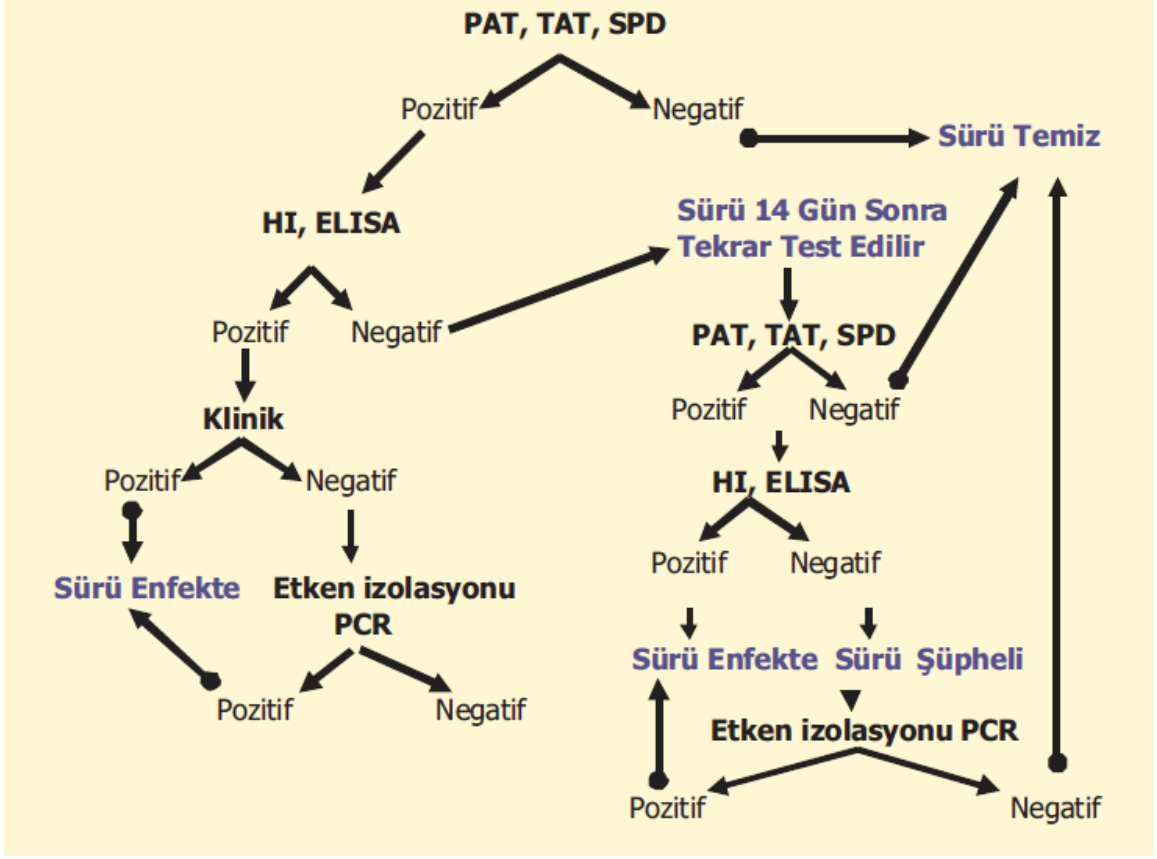 PAT, TAT, SPD
Pozitif
Negatif
Sürü Temiz
HI, ELISA
Sürü 14 Gün Sonra
Tekrar Test Edilir
Pozitif
Negatif
PAT, TAT, SPD
Klinik
Pozitif
Negatif
Pozitif
Negatif
HI, ELISA
Pozitif
Negatif
Sürü Enfekte
Etken izolasyonu
PCR
Sürü Enfekte
Sürü Şüpheli
Pozitif
Negatif
Etken izolasyonu PCR
Pozitif
Negatif